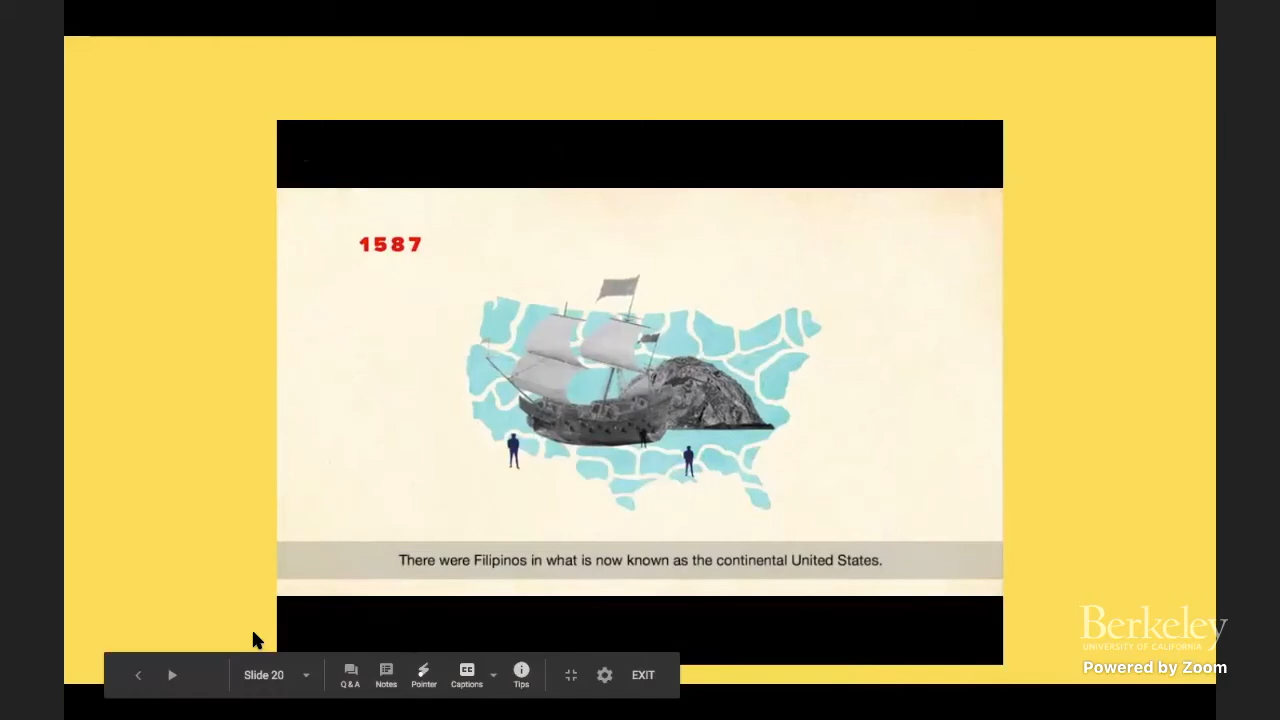 1587
There were Filipinos in what is now known as the continental United States.
Berkeley
UNIVERSITY OF CALIFORNIA
Powered by Zoom
Slide 20
Q & A
Notes
Pointer
Captions
Tips
EXIT